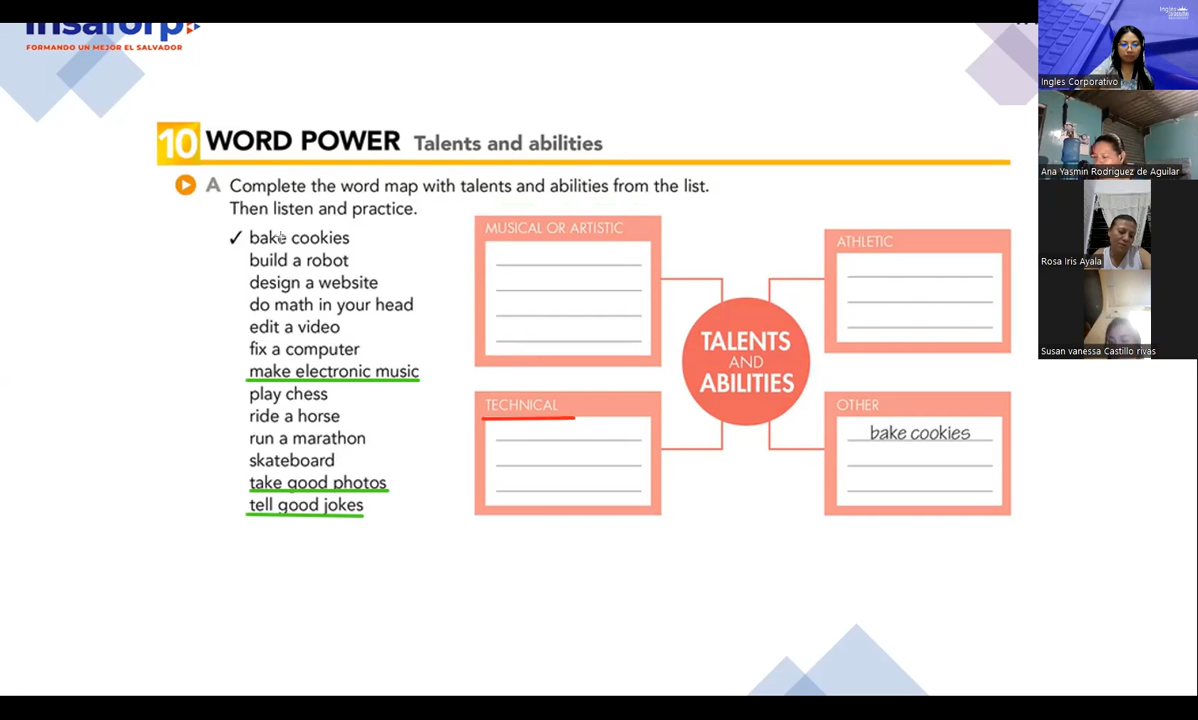 insaforp
FORMANDO UN MEJOR EL SALVADOR
10 WORD POWER Talents and abilities
A Complete the word map with talents and abilities from the list.
Then listen and practice.
✓ bake cookies
build a robot
design a website
do math in your head
edit a video
fix a computer
make electronic music
play chess
ride a horse
run a marathon
skateboard
take good photos
tell good jokes
MUSICAL OR ARTISTIC
ATHLETIC
TALENTS
AND
ABILITIES
TECHNICAL
OTHER
bake cookies
Ingles Corporativo
Ana Yasmin Rodriguez de Aguilar
Rosa Iris Ayala
Susan vanessa Castillo rivas